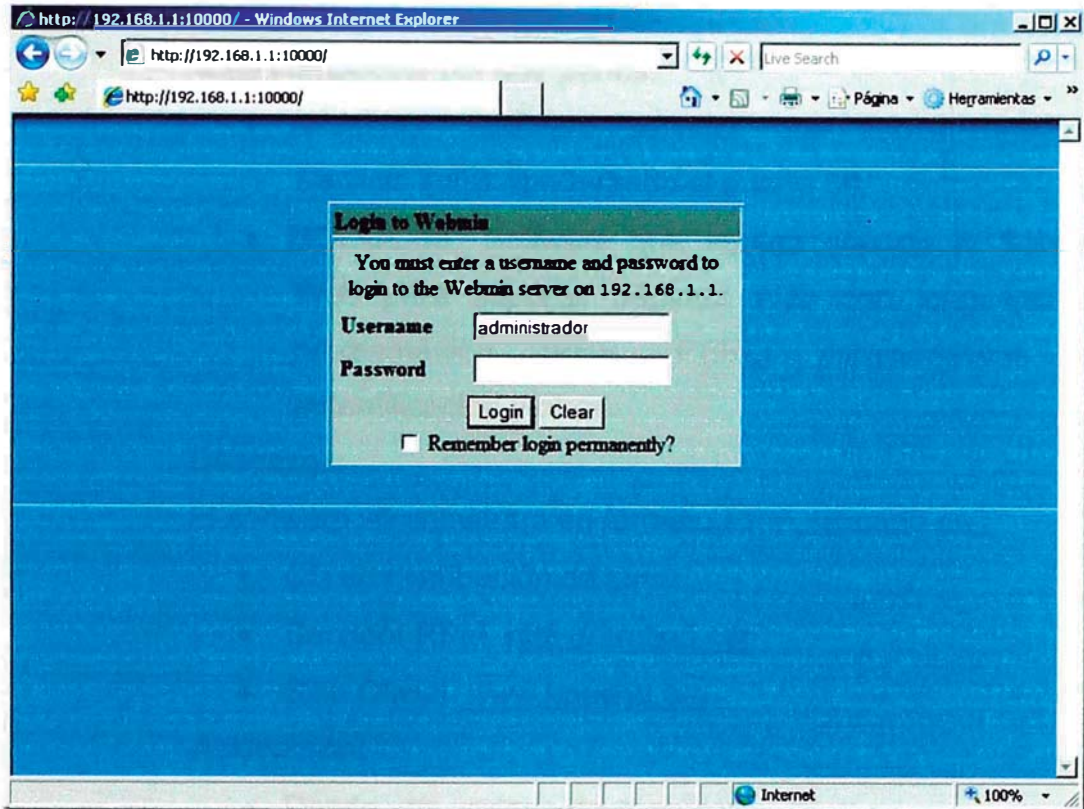 http://192.168.1.1:10000/ - Windows Internet Explorer
http://192.168.1.1:10000/
Live Search
http://192.168.1.1:10000/
Página
Herramientas
Login to Webmin
You must enter a username and password to
login to the Webmin server on 192.168.1.1.
Username
administrador
Password
Login
Clear
Remember login permanently?
Internet
100%